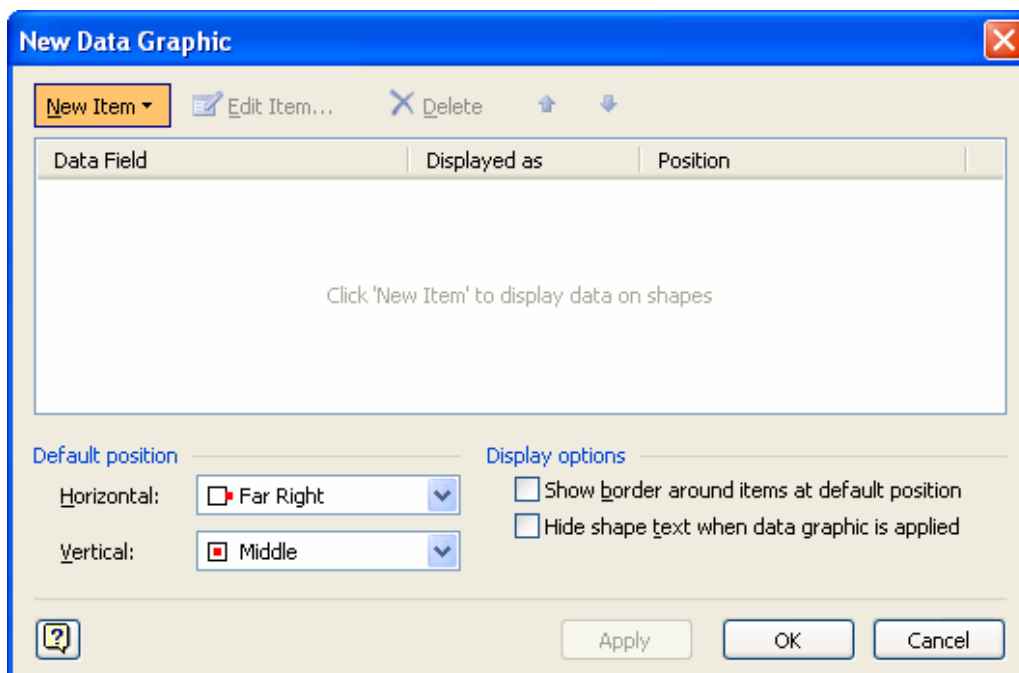 New Data Graphic
New Item Edit Item... Delete
Data Field Displayed as Position
Click 'New Item' to display data on shapes
Default position
Horizontal: Far Right
Vertical: Middle
Display options
Show border around items at default position
Hide shape text when data graphic is applied
Apply OK Cancel